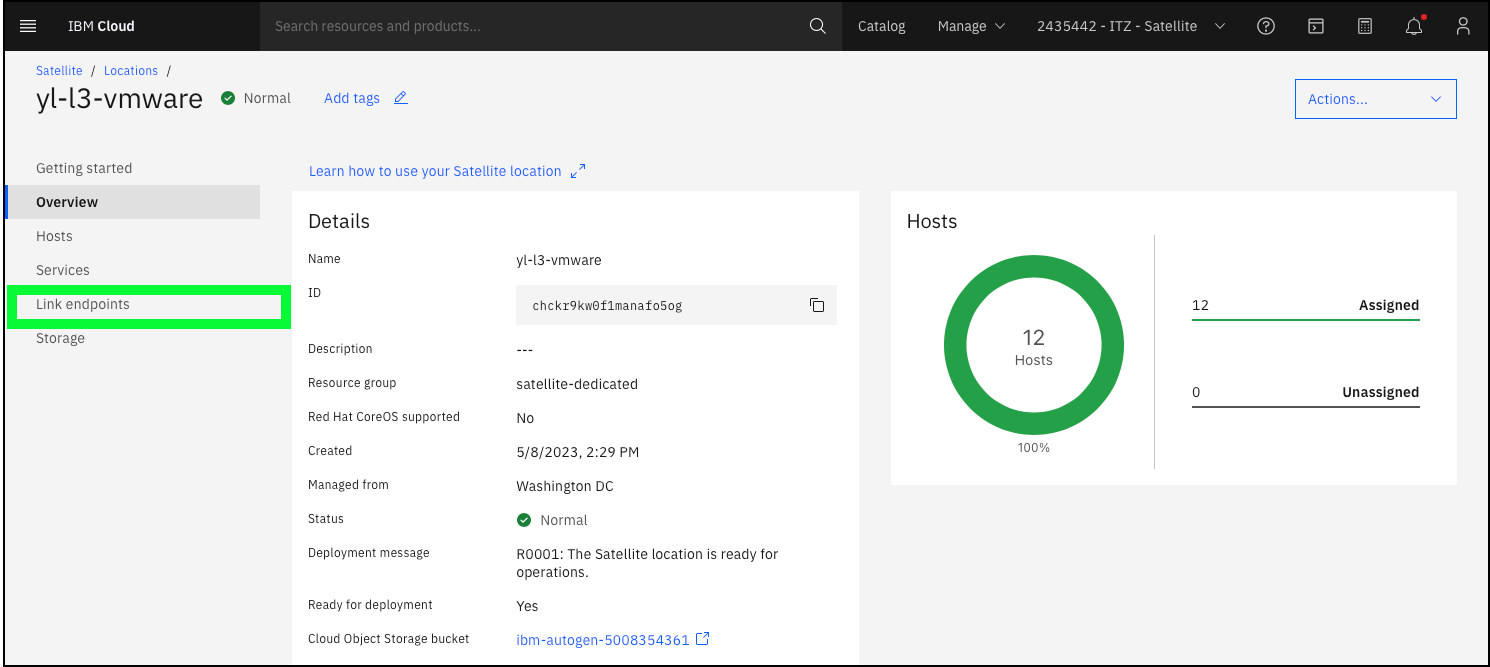 IBM Cloud
Search resources and products...
Catalog
Manage
2435442 - ITZ - Satellite
Satellite / Locations /
yl-l3-vmware
Normal
Add tags
Actions...
Getting started
Overview
Hosts
Services
Link endpoints
Storage
Learn how to use your Satellite location
Details
Name yl-l3-vmware
ID chckr9kw0f1manafo5og
Description ---
Resource group satellite-dedicated
Red Hat CoreOS supported No
Created 5/8/2023, 2:29 PM
Managed from Washington DC
Status Normal
Deployment message R0001: The Satellite location is ready for
operations.
Ready for deployment Yes
Cloud Object Storage bucket ibm-autogen-5008354361
Hosts
12
Hosts
100%
12 Assigned
0 Unassigned